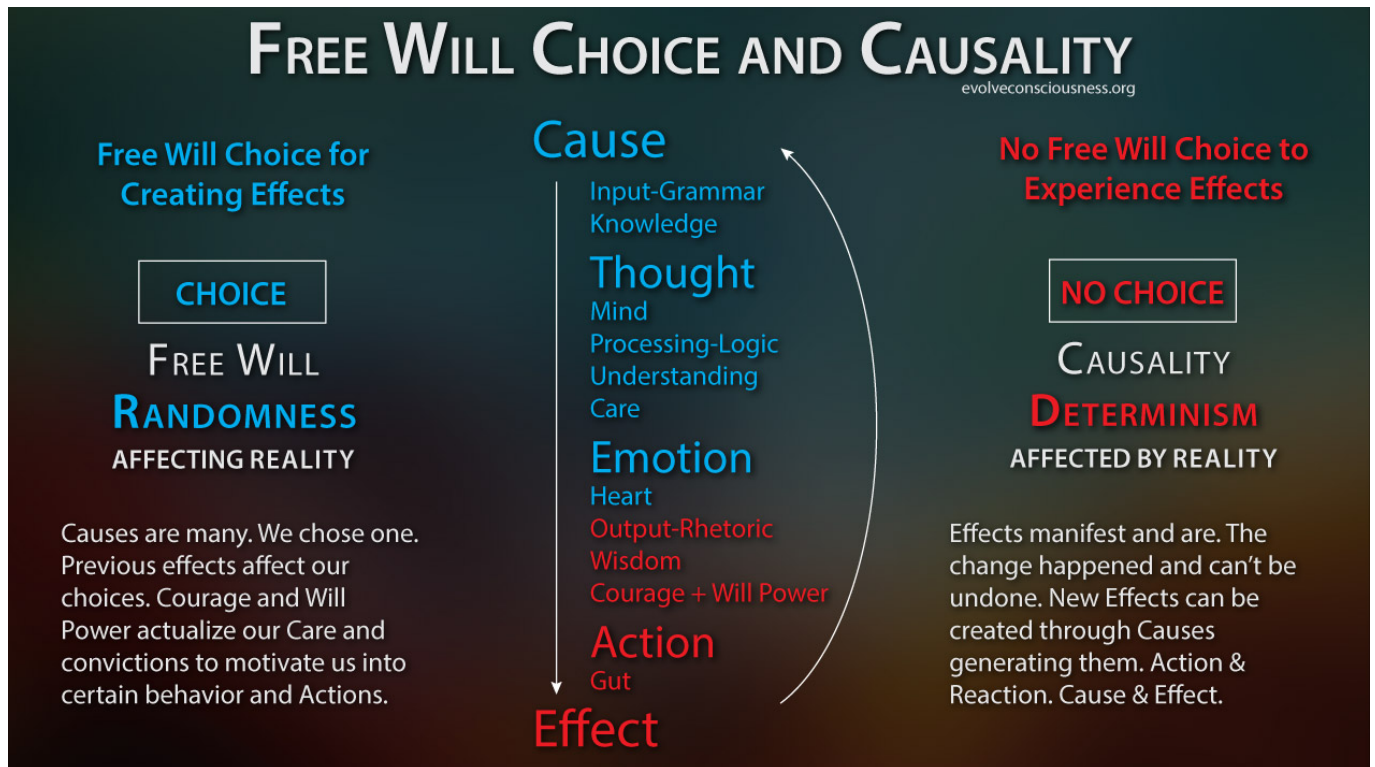 FREE WILL CHOICE AND CAUSALITY
evolveconsciousness.org
Free Will Choice for
Creating Effects
CHOICE
FREE WILL
RANDOMNESS
AFFECTING REALITY
Causes are many. We chose one.
Previous effects affect our
choices. Courage and Will
Power actualize our Care and
convictions to motivate us into
certain behavior and Actions.
Cause
Input-Grammar
Knowledge
Thought
Mind
Processing-Logic
Understanding
Care
Emotion
Heart
Output-Rhetoric
Wisdom
Courage + Will Power
Action
Gut
Effect
No Free Will Choice to
Experience Effects
NO CHOICE
CAUSALITY
DETERMINISM
AFFECTED BY REALITY
Effects manifest and are. The
change happened and can't be
undone. New Effects can be
created through Causes
generating them. Action &
Reaction. Cause & Effect.